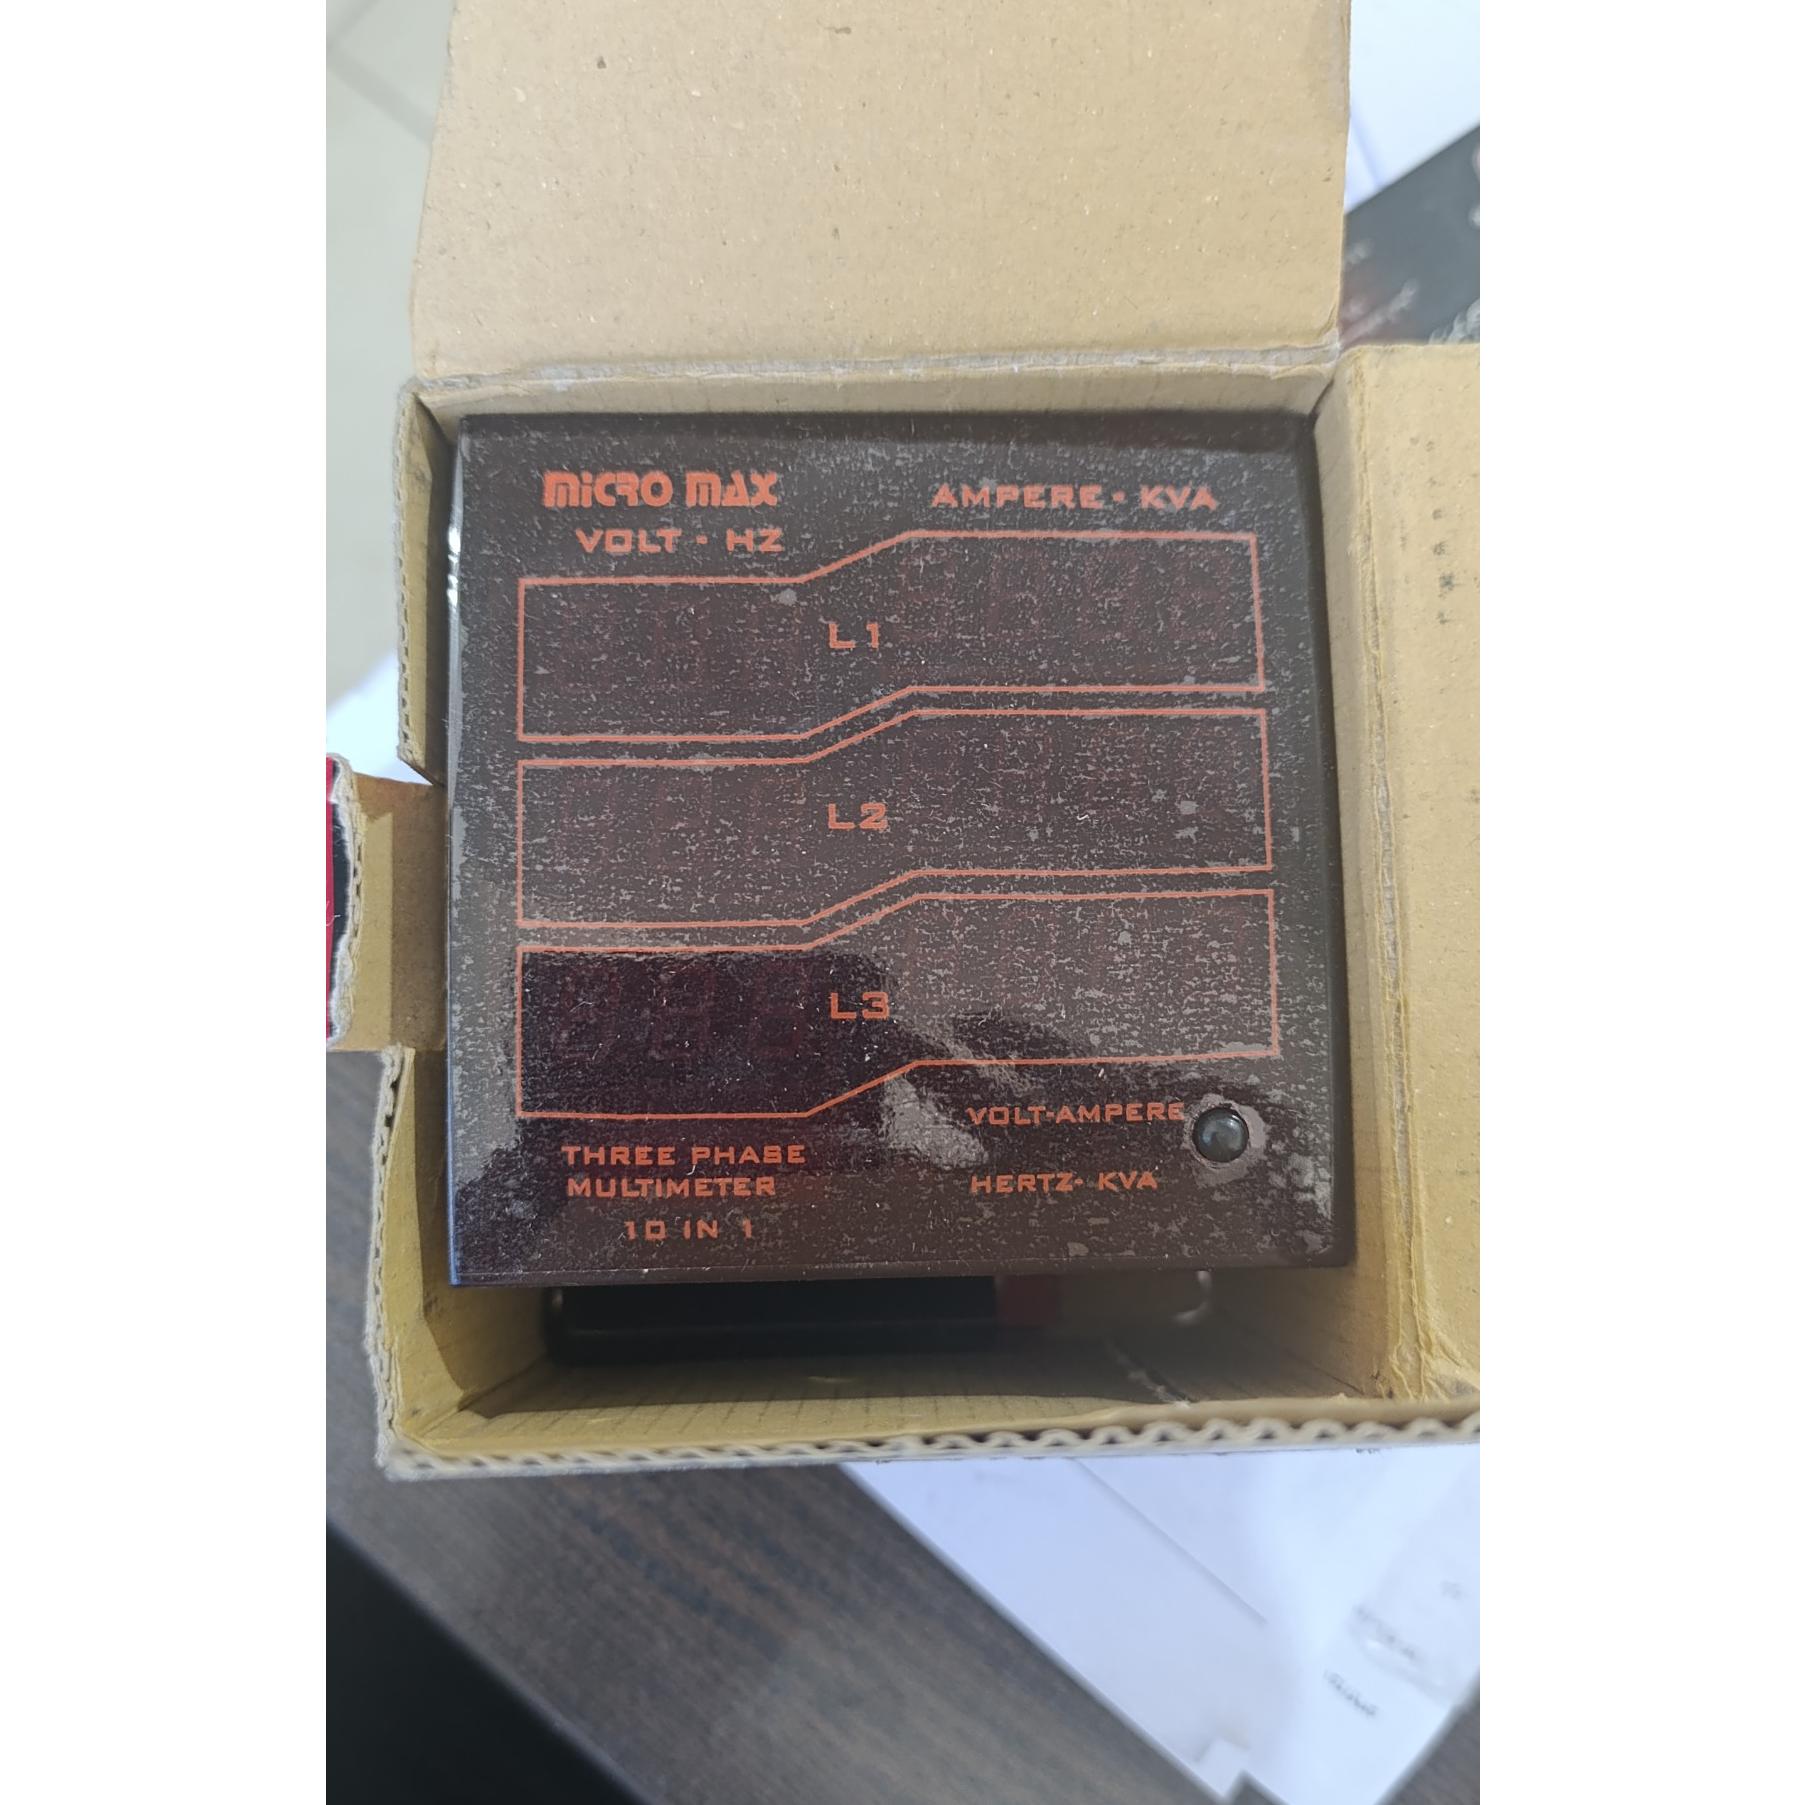 MICRO MAX
AMPERE · KVA
VOLT · HZ
L1
L2
L3
VOLT-AMPERE
THREE PHASE
MULTIMETER
HERTZ- KVA
10 IN 1